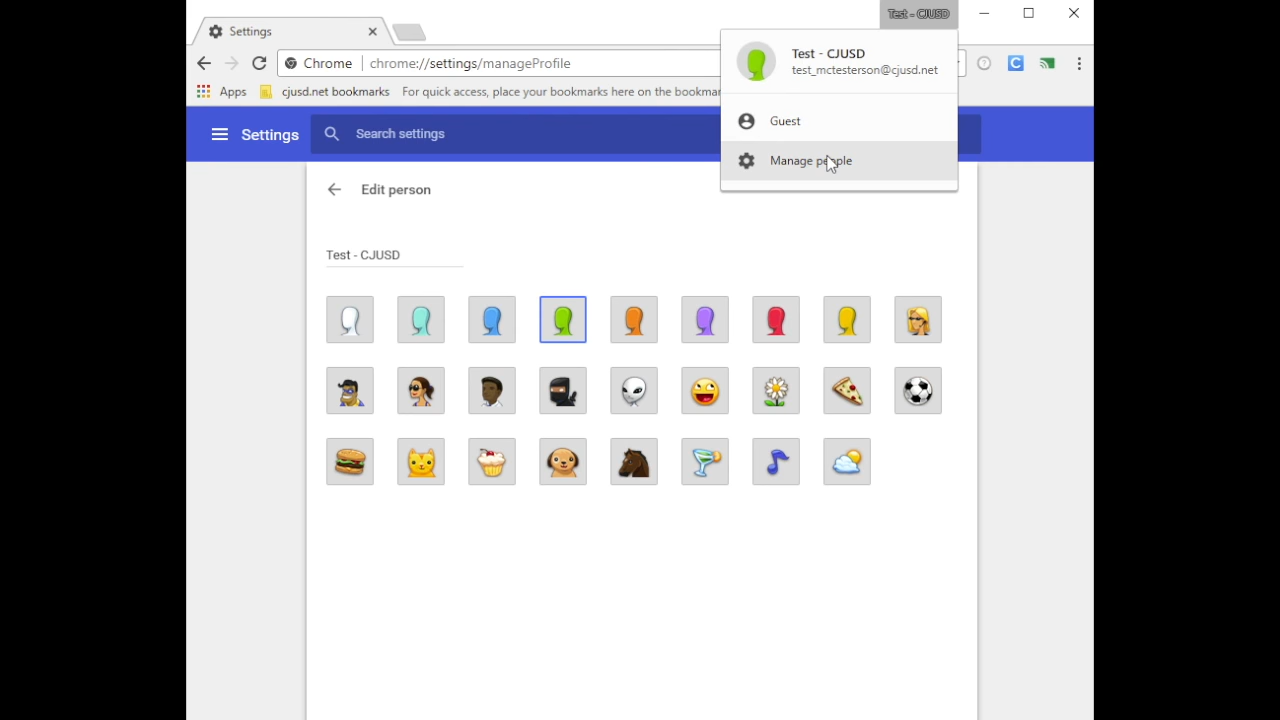 Test - CJUSD
Settings
Chrome chrome://settings/manageProfile
Test - CJUSD
test_mctesterson@cjusd.net
Apps cjusd.net bookmarks For quick access, place your bookmarks here on the bookmar
Guest
Settings Search settings
Manage people
Edit person
Test - CJUSD